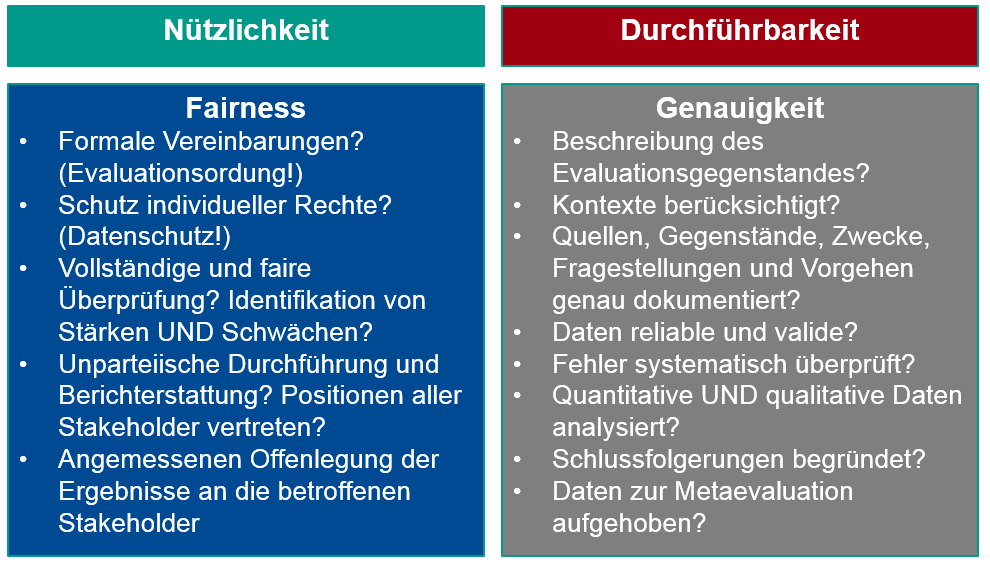 Nützlichkeit
Durchführbarkeit
Fairness
• Formale Vereinbarungen?
(Evaluationsordung!)
• Schutz individueller Rechte?
(Datenschutz!)
• Vollständige und faire
Überprüfung? Identifikation von
Stärken UND Schwächen?
• Unparteiische Durchführung und
Berichterstattung? Positionen aller
Stakeholder vertreten?
• Angemessenen Offenlegung der
Ergebnisse an die betroffenen
Stakeholder
Genauigkeit
• Beschreibung des
Evaluationsgegenstandes?
• Kontexte berücksichtigt?
• Quellen, Gegenstände, Zwecke,
Fragestellungen und Vorgehen
genau dokumentiert?
• Daten reliable und valide?
• Fehler systematisch überprüft?
• Quantitative UND qualitative Daten
analysiert?
• Schlussfolgerungen begründet?
• Daten zur Metaevaluation
aufgehoben?